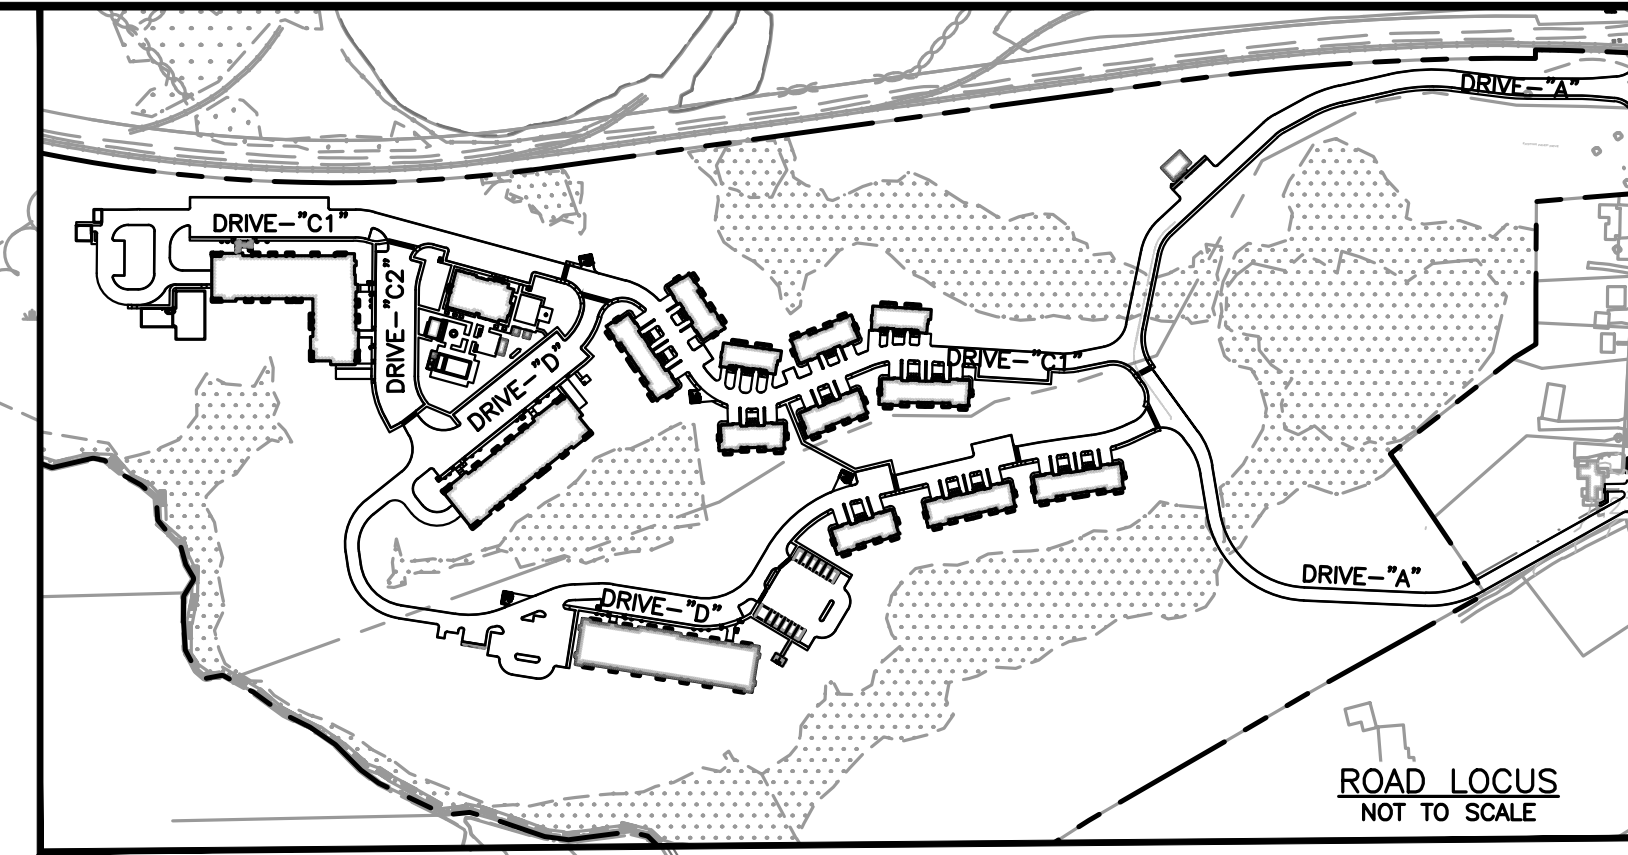 DRIVE-"A"
DRIVE-"C1"
DRIVE-"C2"
DRIVE-"D"
DRIVE-"C1"
DRIVE-"A"
DRIVE-"D"
ROAD LOCUS
NOT TO SCALE